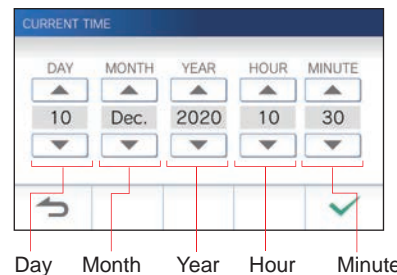 CURRENT TIME
DAY MONTH YEAR HOUR MINUTE
10 Dec. 2020 10 30
Day Month Year Hour Minute